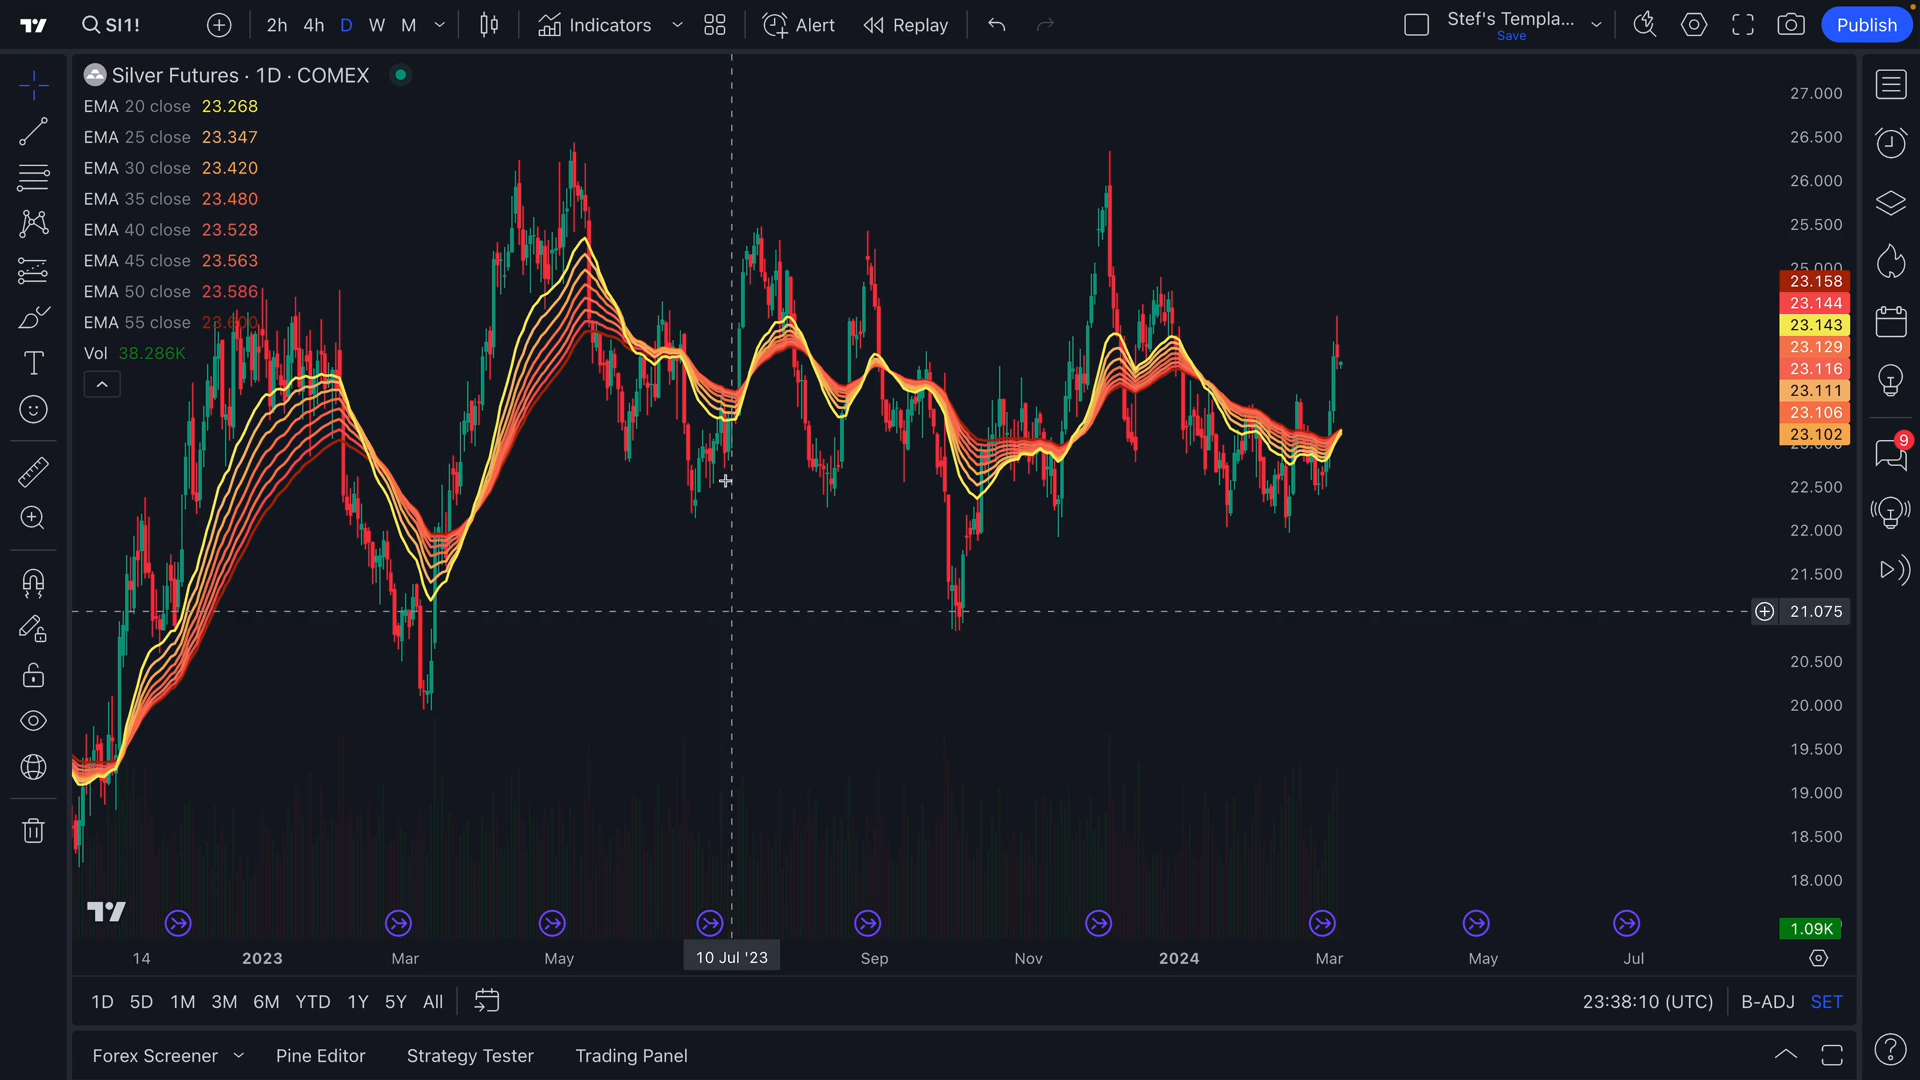 SI1!
2h 4h D W M Indicators Alert Replay Stef's Templa... Save Publish
Silver Futures · 1D · COMEX
EMA 20 close 23.268
EMA 25 close 23.347
EMA 30 close 23.420
EMA 35 close 23.480
EMA 40 close 23.528
EMA 45 close 23.563
EMA 50 close 23.586
EMA 55 close 23.600
Vol 38.286K
27.000
26.500
26.000
25.500
25.000
23.158
23.144
23.143
23.129
23.116
23.111
23.106
23.102
23.000
22.500
22.000
21.500
21.075
20.500
20.000
19.500
19.000
18.500
18.000
1.09K
9
14 2023 Mar May 10 Jul '23 Sep Nov 2024 Mar May Jul
1D 5D 1M 3M 6M YTD 1Y 5Y All 23:38:10 (UTC) B-ADJ SET
Forex Screener Pine Editor Strategy Tester Trading Panel